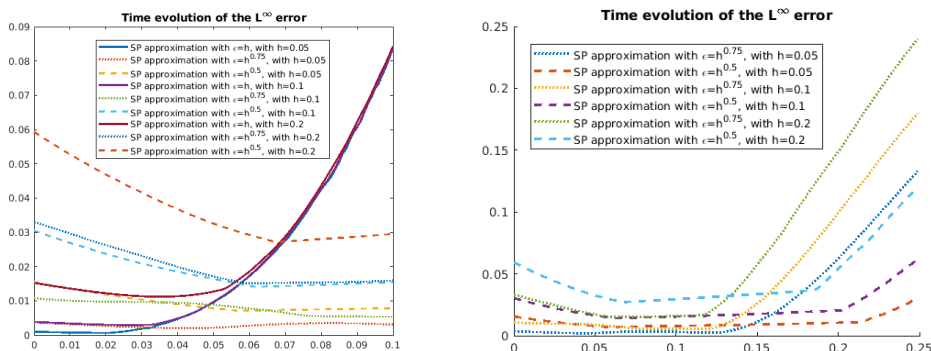 Time evolution of the L∞ error
0.09
0.08
0.07
0.06
0.05
0.04
0.03
0.02
0.01
0
SP approximation with ϵ=h, with h=0.05
SP approximation with ϵ=h^0.75, with h=0.05
SP approximation with ϵ=h^0.5, with h=0.05
SP approximation with ϵ=h, with h=0.1
SP approximation with ϵ=h^0.75, with h=0.1
SP approximation with ϵ=h^0.5, with h=0.1
SP approximation with ϵ=h, with h=0.2
SP approximation with ϵ=h^0.75, with h=0.2
SP approximation with ϵ=h^0.5, with h=0.2
0 0.01 0.02 0.03 0.04 0.05 0.06 0.07 0.08 0.09 0.1
Time evolution of the L∞ error
0.25
0.2
0.15
0.1
0.05
0
SP approximation with ϵ=h^0.75, with h=0.05
SP approximation with ϵ=h^0.5, with h=0.05
SP approximation with ϵ=h^0.75, with h=0.1
SP approximation with ϵ=h^0.5, with h=0.1
SP approximation with ϵ=h^0.75, with h=0.2
SP approximation with ϵ=h^0.5, with h=0.2
0 0.05 0.1 0.15 0.2 0.25